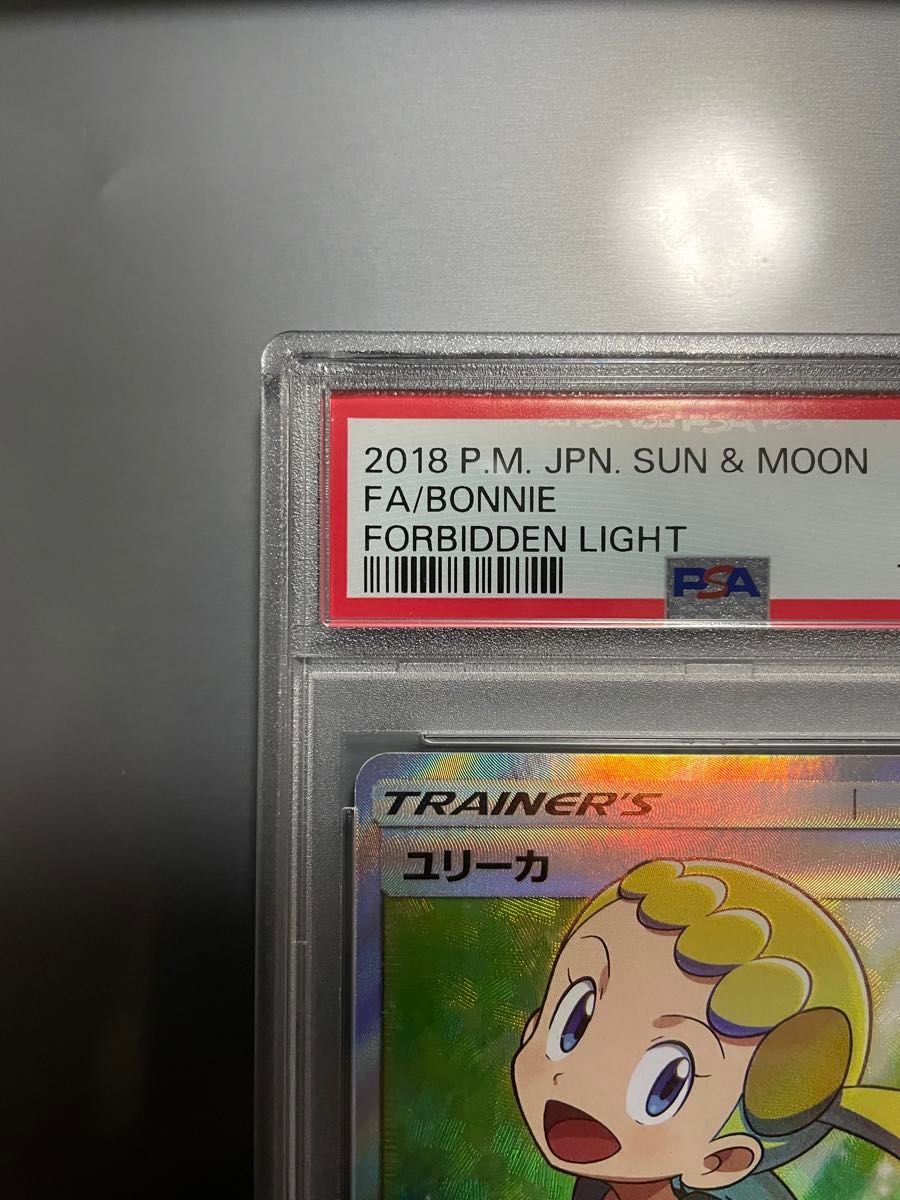 2018 P.M. JPN. SUN & MOON
FA/BONNIE
FORBIDDEN LIGHT
PSA
TRAINER'S
ユリーカ